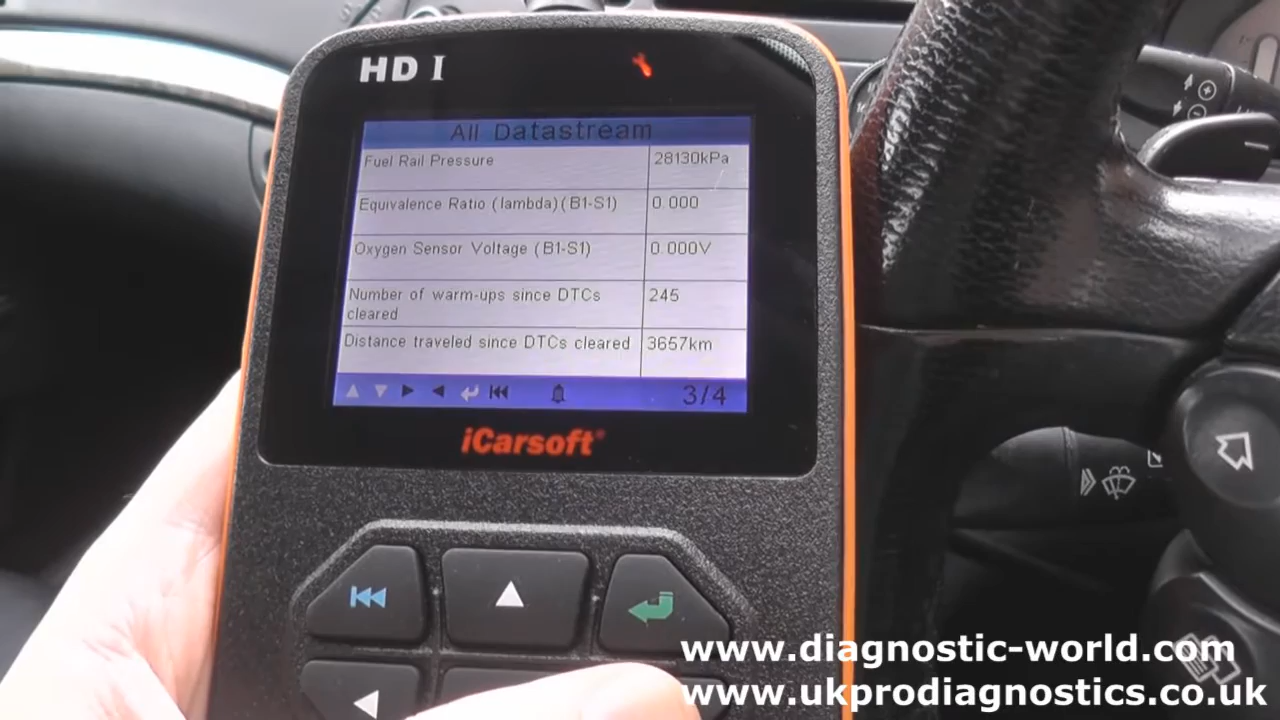 HD I
All Datastream
Fuel Rail Pressure 28130kPa
Equivalence Ratio (lambda)(B1-S1) 0.000
Oxygen Sensor Voltage (B1-S1) 0.000V
Number of warm-ups since DTCs cleared 245
Distance traveled since DTCs cleared 3657km
3/4
iCarsoft®
www.diagnostic-world.com
www.ukprodiagnostics.co.uk